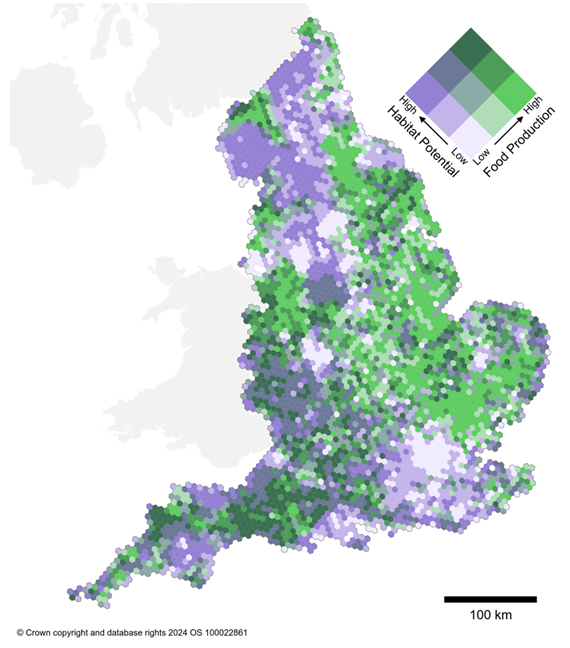 High
High
Habitat Potential
Food Production
Low
Low
100 km
© Crown copyright and database rights 2024 OS 100022861